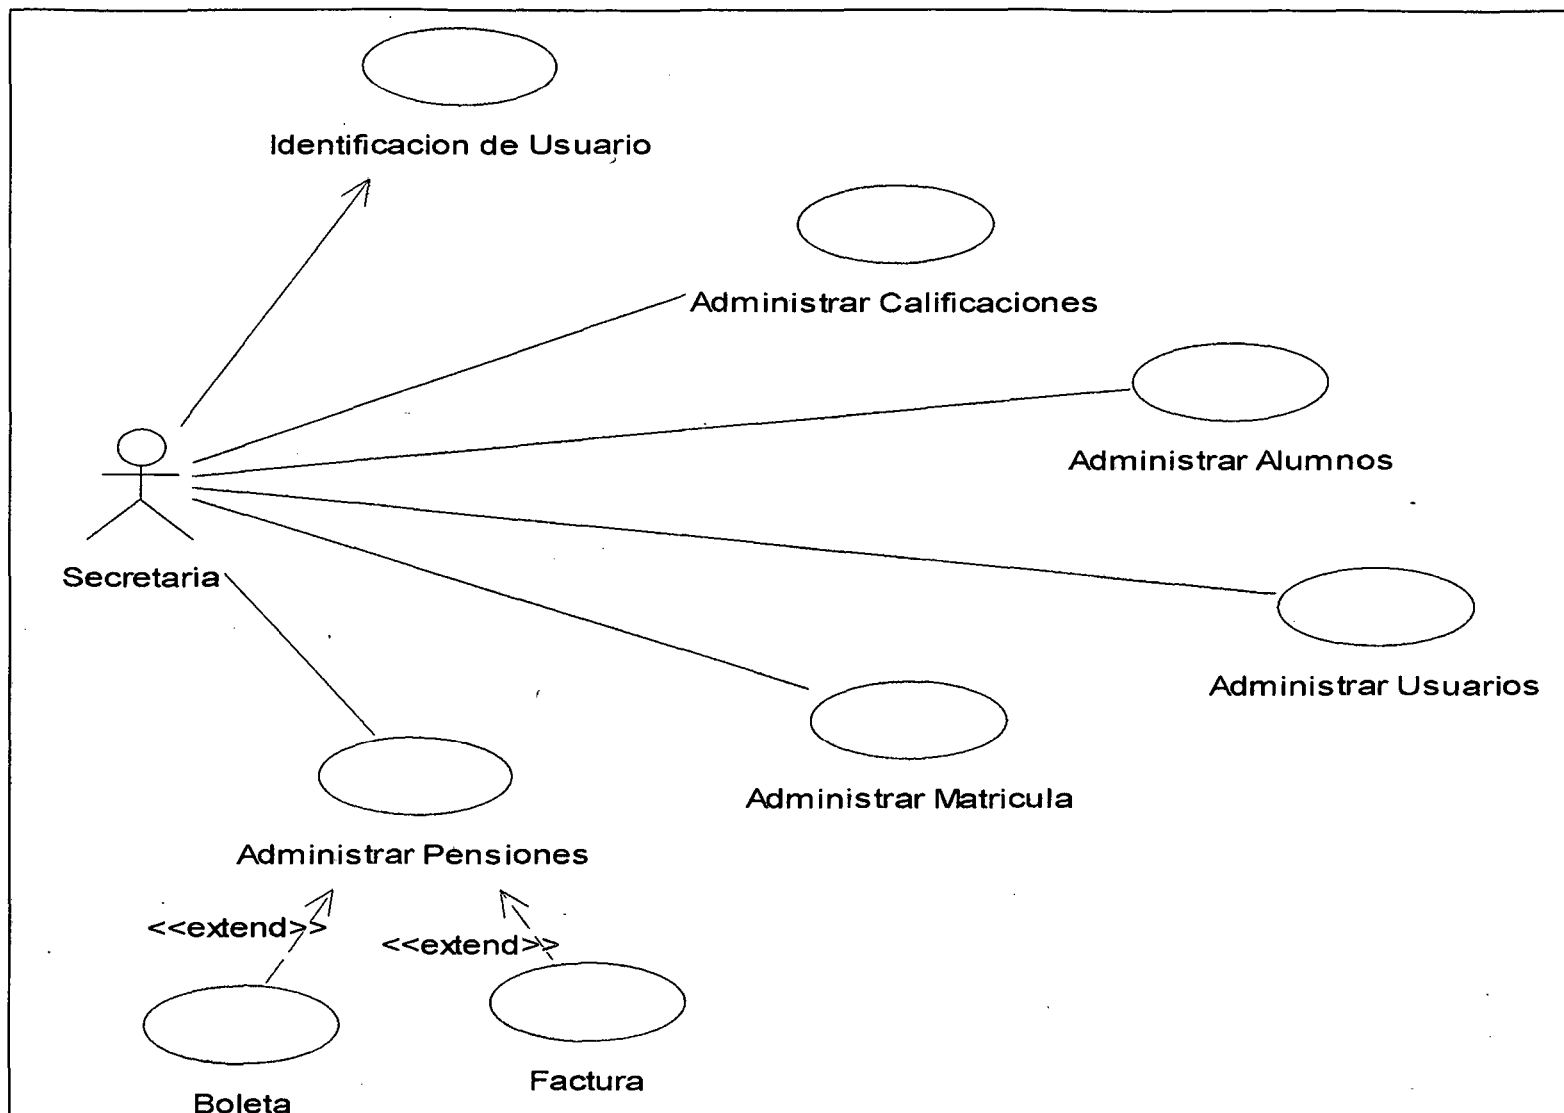 Identificacion de Usuario
Administrar Calificaciones
Administrar Alumnos
Secretaria
Administrar Usuarios
Administrar Matricula
Administrar Pensiones
<<extend>>
<<extend>>
Factura
Boleta